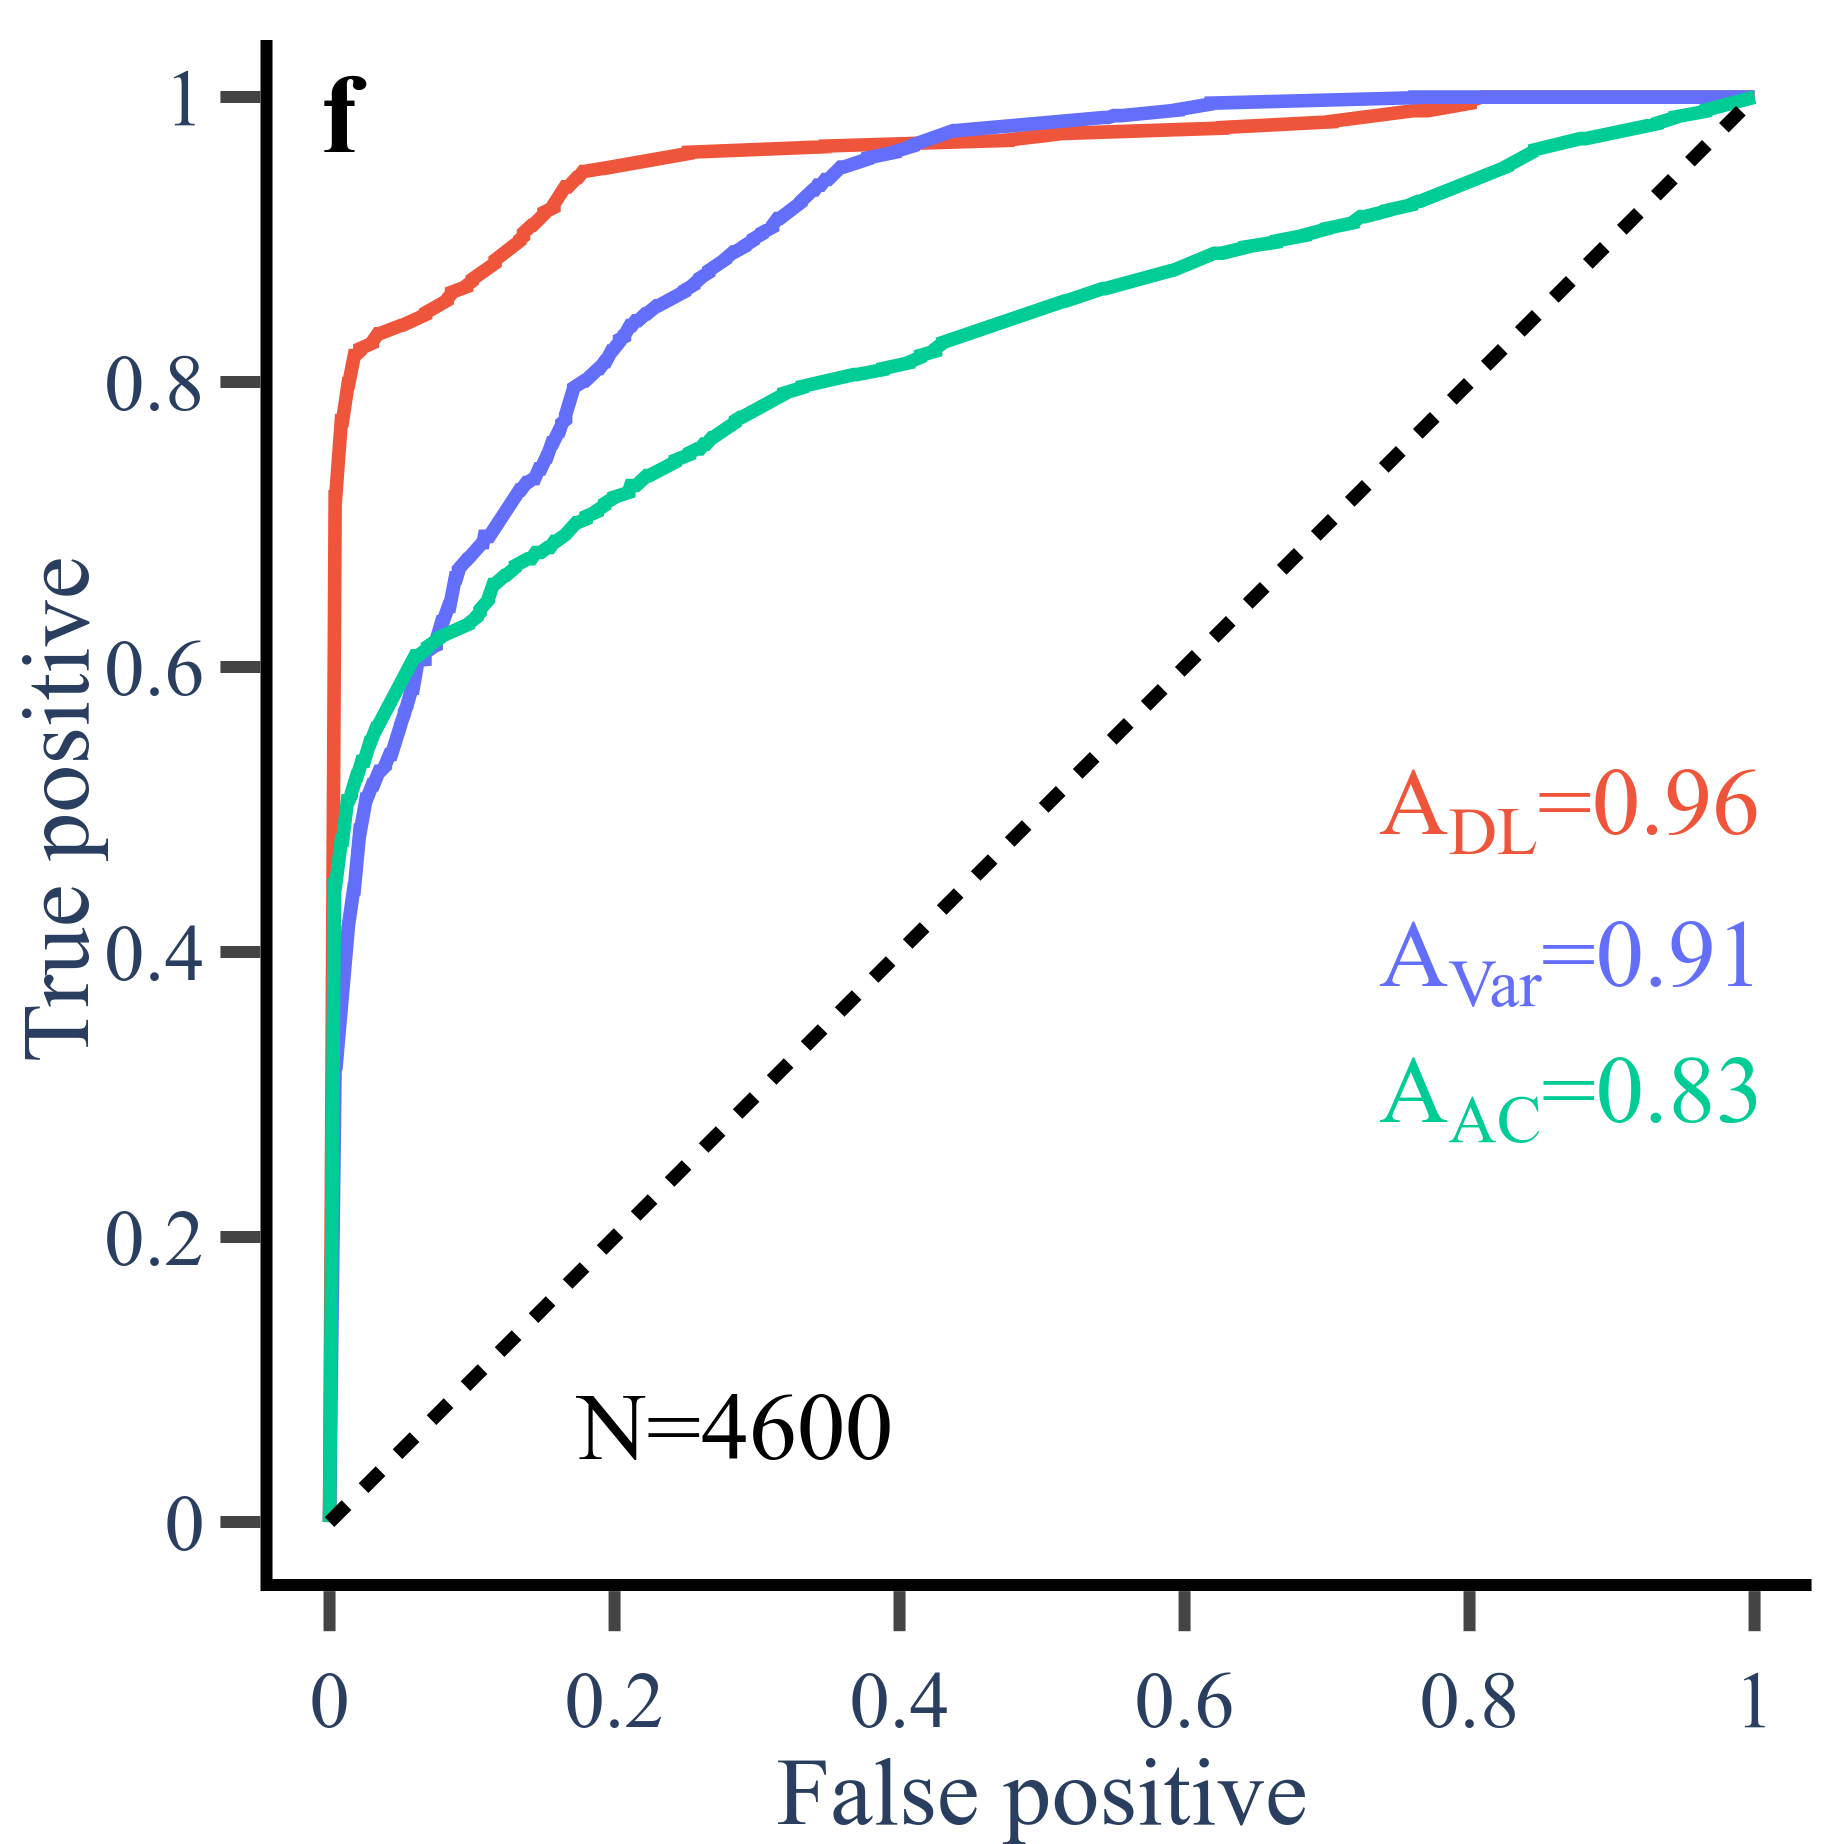 f
True positive
1
0.8
0.6
0.4
0.2
0
A_DL=0.96
A_Var=0.91
A_AC=0.83
N=4600
0 0.2 0.4 0.6 0.8 1
False positive